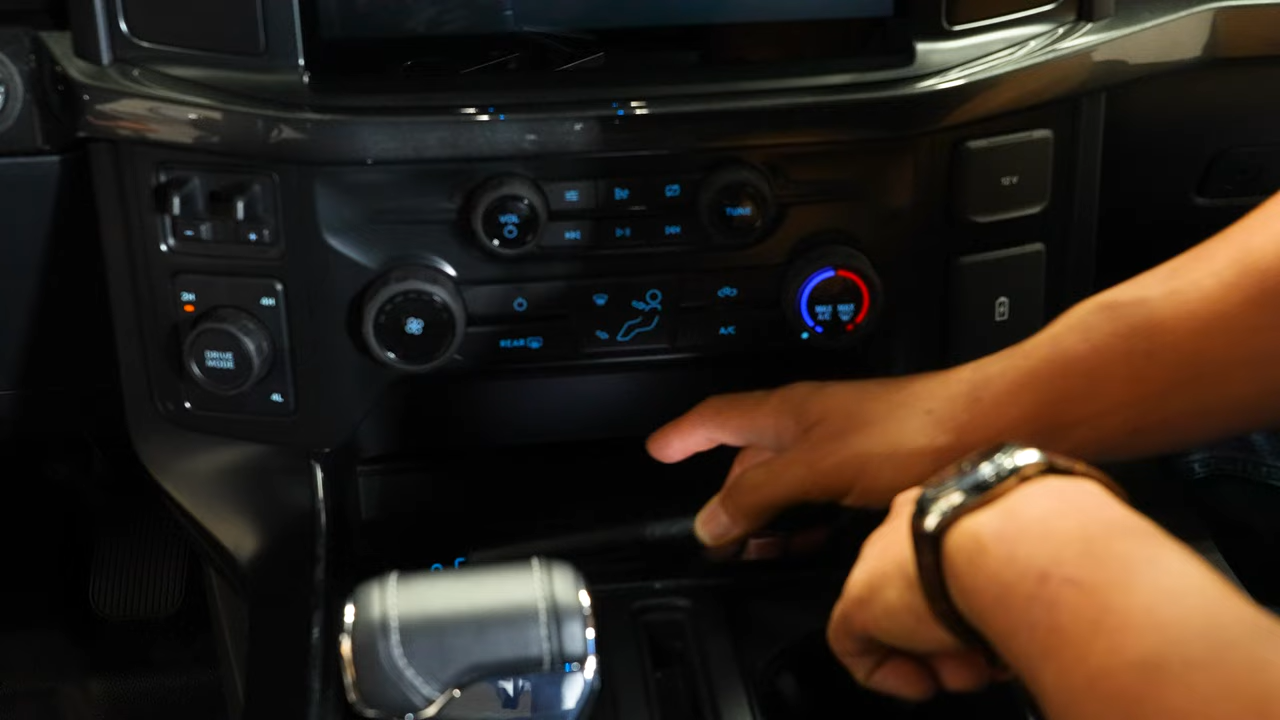 VOL
TUNE
12V
2H
4H
DRIVE
MODE
4L
REAR
A/C
MAX
A/C
MAX